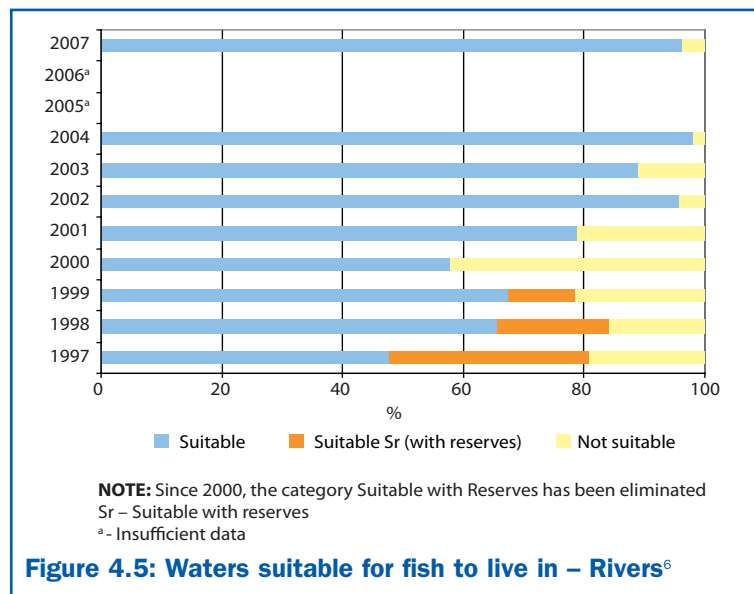 2007
2006ᵃ
2005ᵃ
2004
2003
2002
2001
2000
1999
1998
1997
0 20 40 60 80 100
%
Suitable Suitable Sr (with reserves) Not suitable
NOTE: Since 2000, the category Suitable with Reserves has been eliminated
Sr – Suitable with reserves
ᵃ - Insufficient data
Figure 4.5: Waters suitable for fish to live in – Rivers⁶